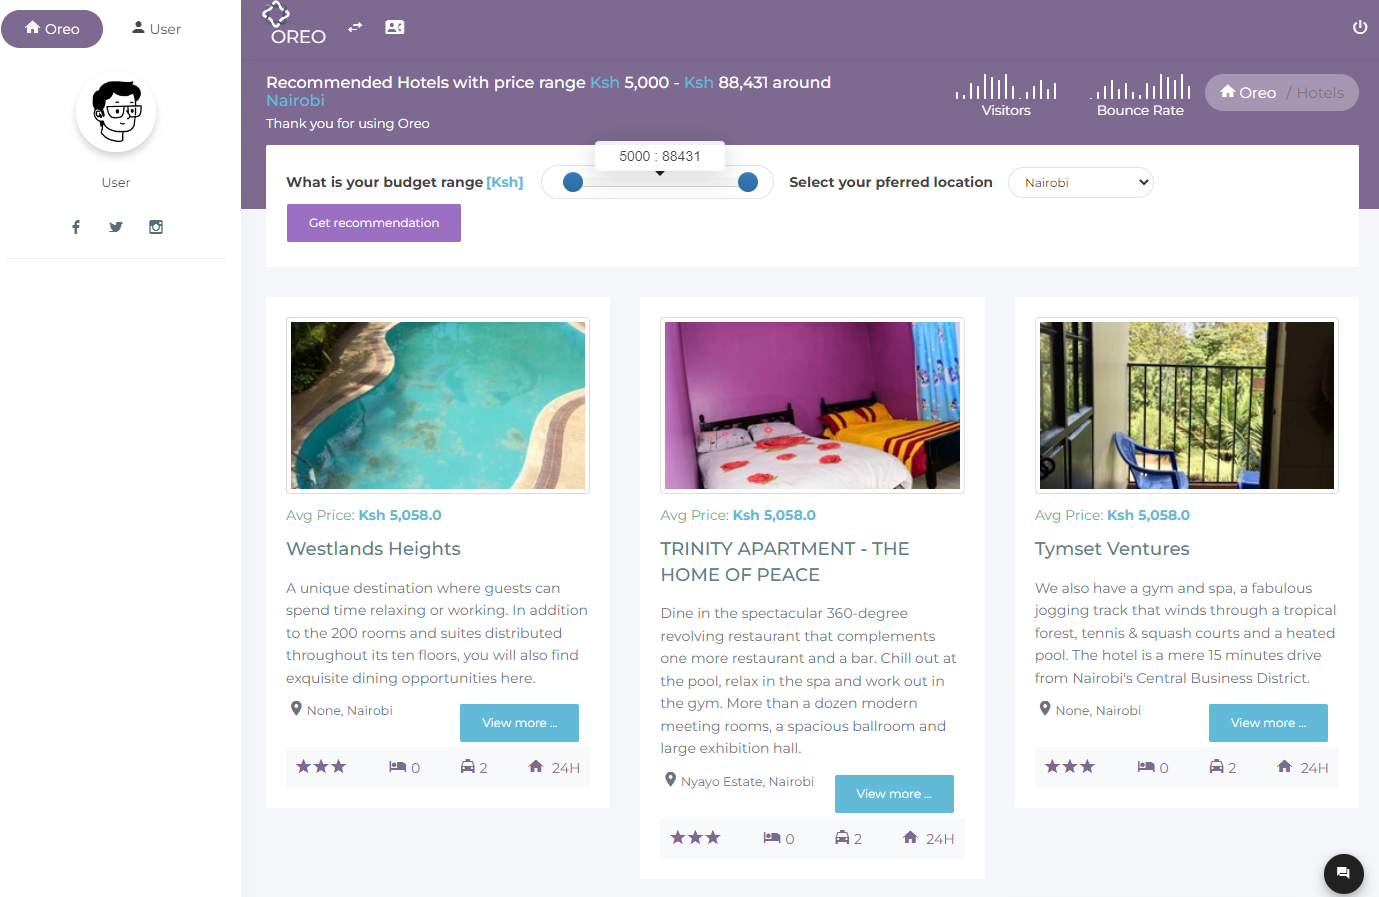 Oreo
User
User
OREO
Recommended Hotels with price range Ksh 5,000 - Ksh 88,431 around
Nairobi
Thank you for using Oreo
Visitors
Bounce Rate
Oreo / Hotels
5000 : 88431
What is your budget range [Ksh]
Select your pferred location
Nairobi
Get recommendation
Avg Price: Ksh 5,058.0
Westlands Heights
A unique destination where guests can
spend time relaxing or working. In addition
to the 200 rooms and suites distributed
throughout its ten floors, you will also find
exquisite dining opportunities here.
None, Nairobi
View more ...
0
2
24H
Avg Price: Ksh 5,058.0
TRINITY APARTMENT - THE
HOME OF PEACE
Dine in the spectacular 360-degree
revolving restaurant that complements
one more restaurant and a bar. Chill out at
the pool, relax in the spa and work out in
the gym. More than a dozen modern
meeting rooms, a spacious ballroom and
large exhibition hall.
Nyayo Estate, Nairobi
View more ...
0
2
24H
Avg Price: Ksh 5,058.0
Tymset Ventures
We also have a gym and spa, a fabulous
jogging track that winds through a tropical
forest, tennis & squash courts and a heated
pool. The hotel is a mere 15 minutes drive
from Nairobi's Central Business District.
None, Nairobi
View more ...
0
2
24H